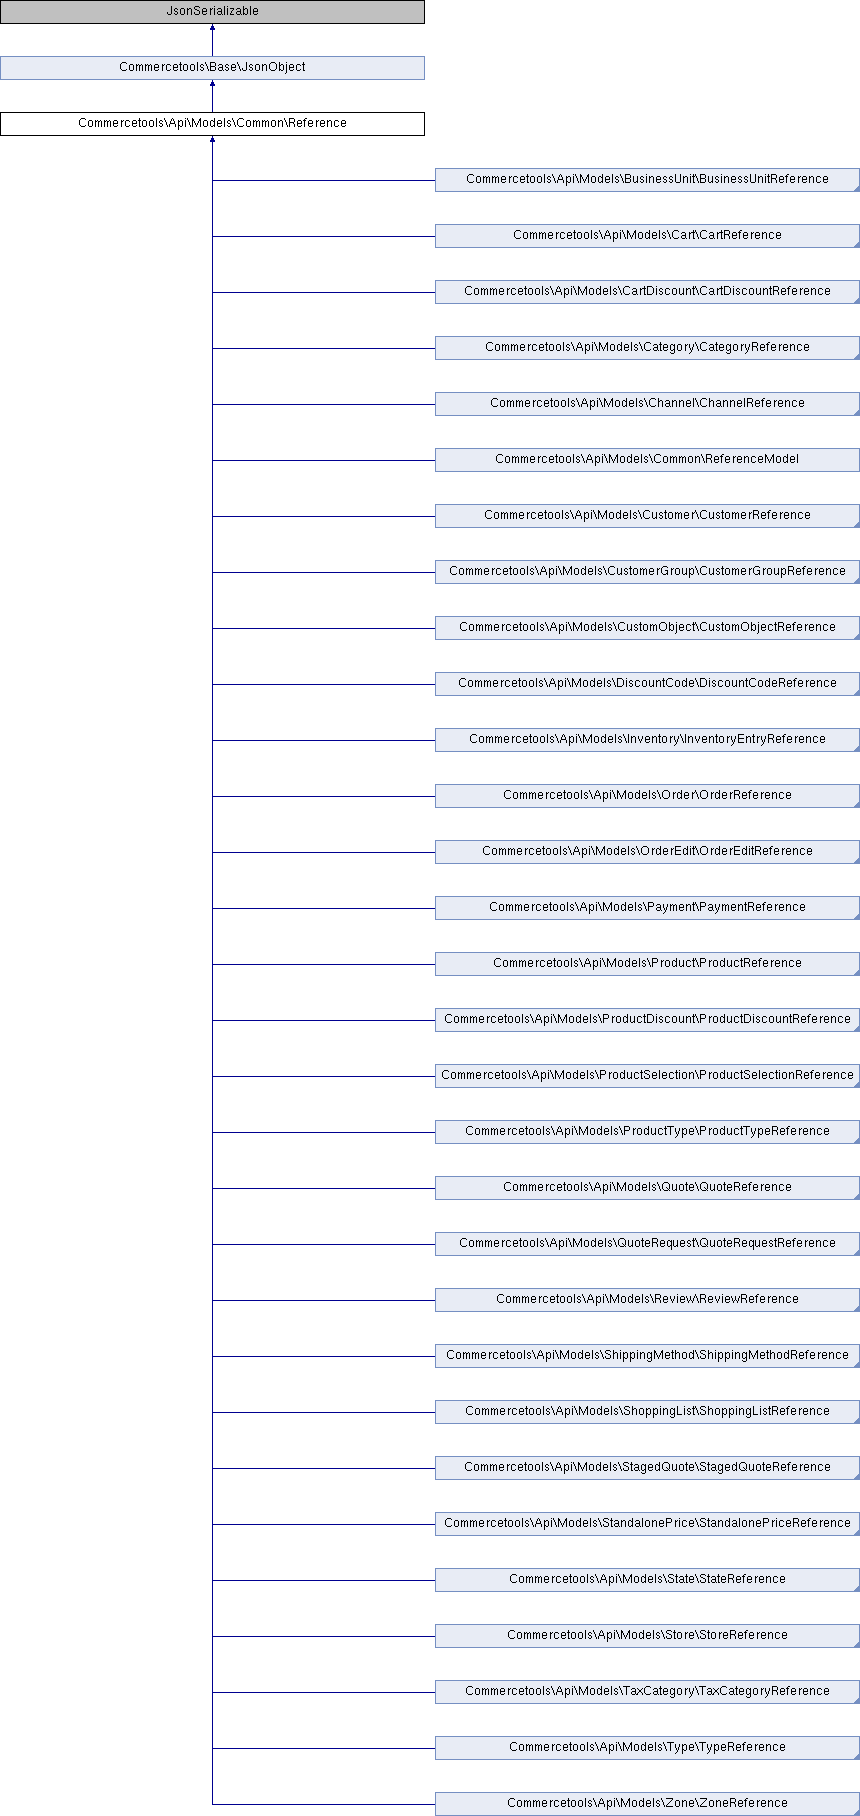 JsonSerializable
Commercetools\Base\JsonObject
Commercetools\Api\Models\Common\Reference
Commercetools\Api\Models\BusinessUnit\BusinessUnitReference
Commercetools\Api\Models\Cart\CartReference
Commercetools\Api\Models\CartDiscount\CartDiscountReference
Commercetools\Api\Models\Category\CategoryReference
Commercetools\Api\Models\Channel\ChannelReference
Commercetools\Api\Models\Common\ReferenceModel
Commercetools\Api\Models\Customer\CustomerReference
Commercetools\Api\Models\CustomerGroup\CustomerGroupReference
Commercetools\Api\Models\CustomObject\CustomObjectReference
Commercetools\Api\Models\DiscountCode\DiscountCodeReference
Commercetools\Api\Models\Inventory\InventoryEntryReference
Commercetools\Api\Models\Order\OrderReference
Commercetools\Api\Models\OrderEdit\OrderEditReference
Commercetools\Api\Models\Payment\PaymentReference
Commercetools\Api\Models\Product\ProductReference
Commercetools\Api\Models\ProductDiscount\ProductDiscountReference
Commercetools\Api\Models\ProductSelection\ProductSelectionReference
Commercetools\Api\Models\ProductType\ProductTypeReference
Commercetools\Api\Models\Quote\QuoteReference
Commercetools\Api\Models\QuoteRequest\QuoteRequestReference
Commercetools\Api\Models\Review\ReviewReference
Commercetools\Api\Models\ShippingMethod\ShippingMethodReference
Commercetools\Api\Models\ShoppingList\ShoppingListReference
Commercetools\Api\Models\StagedQuote\StagedQuoteReference
Commercetools\Api\Models\StandalonePrice\StandalonePriceReference
Commercetools\Api\Models\State\StateReference
Commercetools\Api\Models\Store\StoreReference
Commercetools\Api\Models\TaxCategory\TaxCategoryReference
Commercetools\Api\Models\Type\TypeReference
Commercetools\Api\Models\Zone\ZoneReference